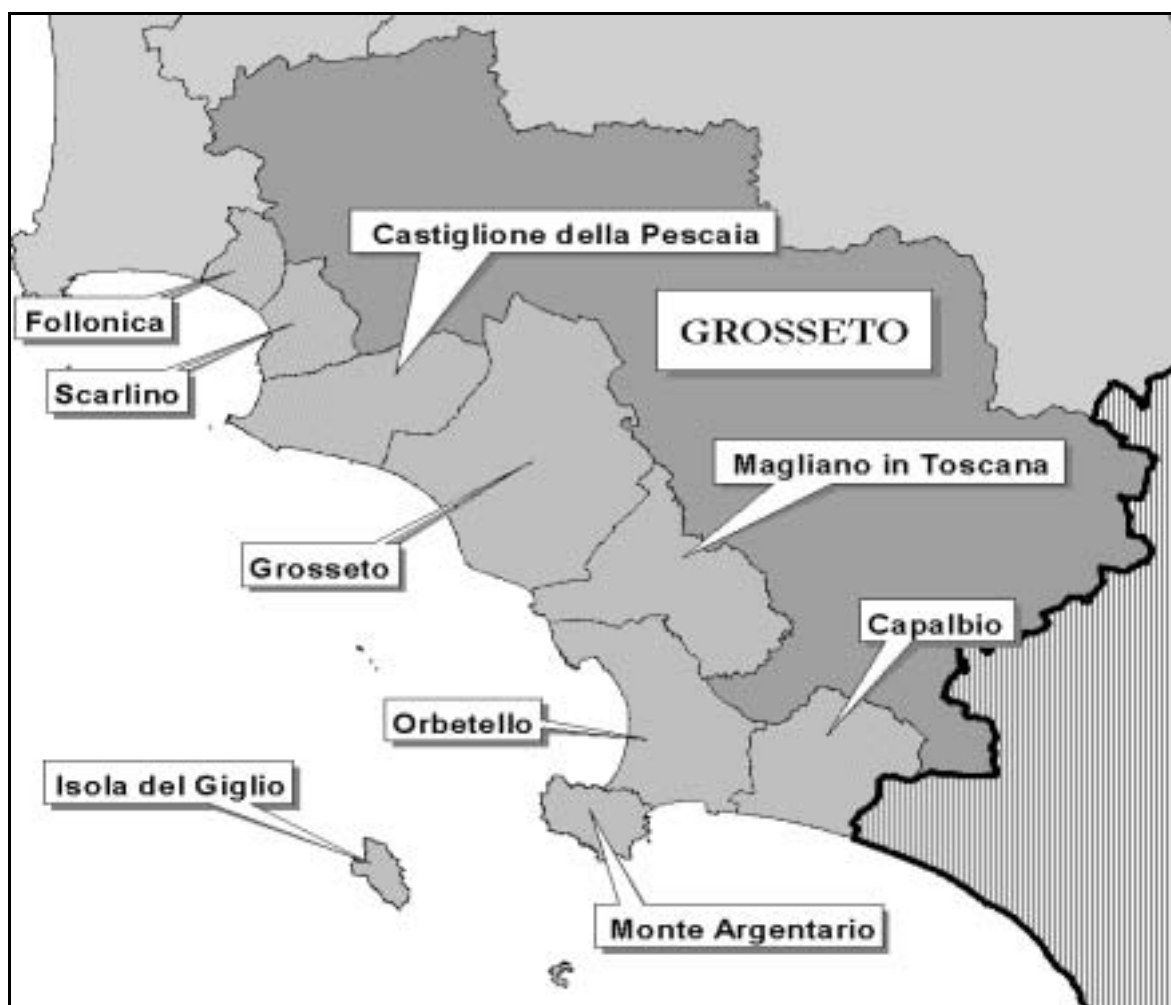 Castiglione della Pescaia
Follonica
GROSSETO
Scarlino
Magliano in Toscana
Grosseto
Capalbio
Orbetello
Isola del Giglio
Monte Argentario